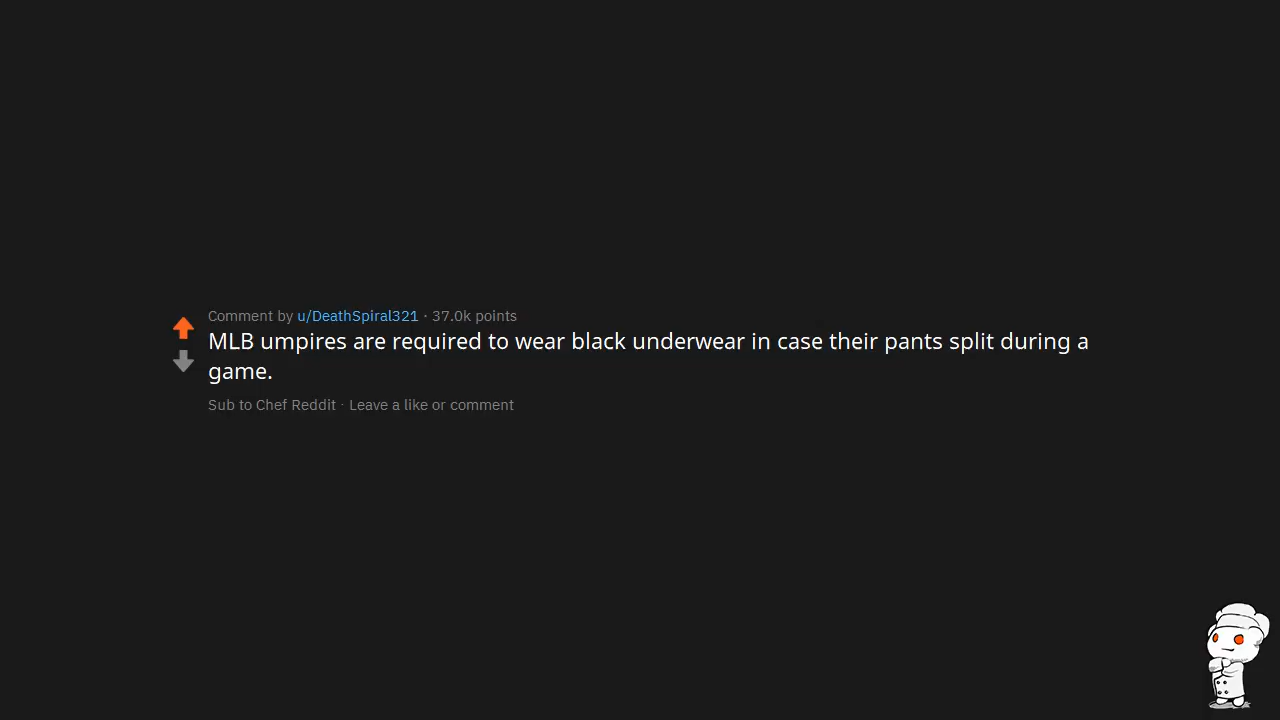 Comment by u/DeathSpiral321 · 37.0k points
MLB umpires are required to wear black underwear in case their pants split during a
game.
Sub to Chef Reddit · Leave a like or comment